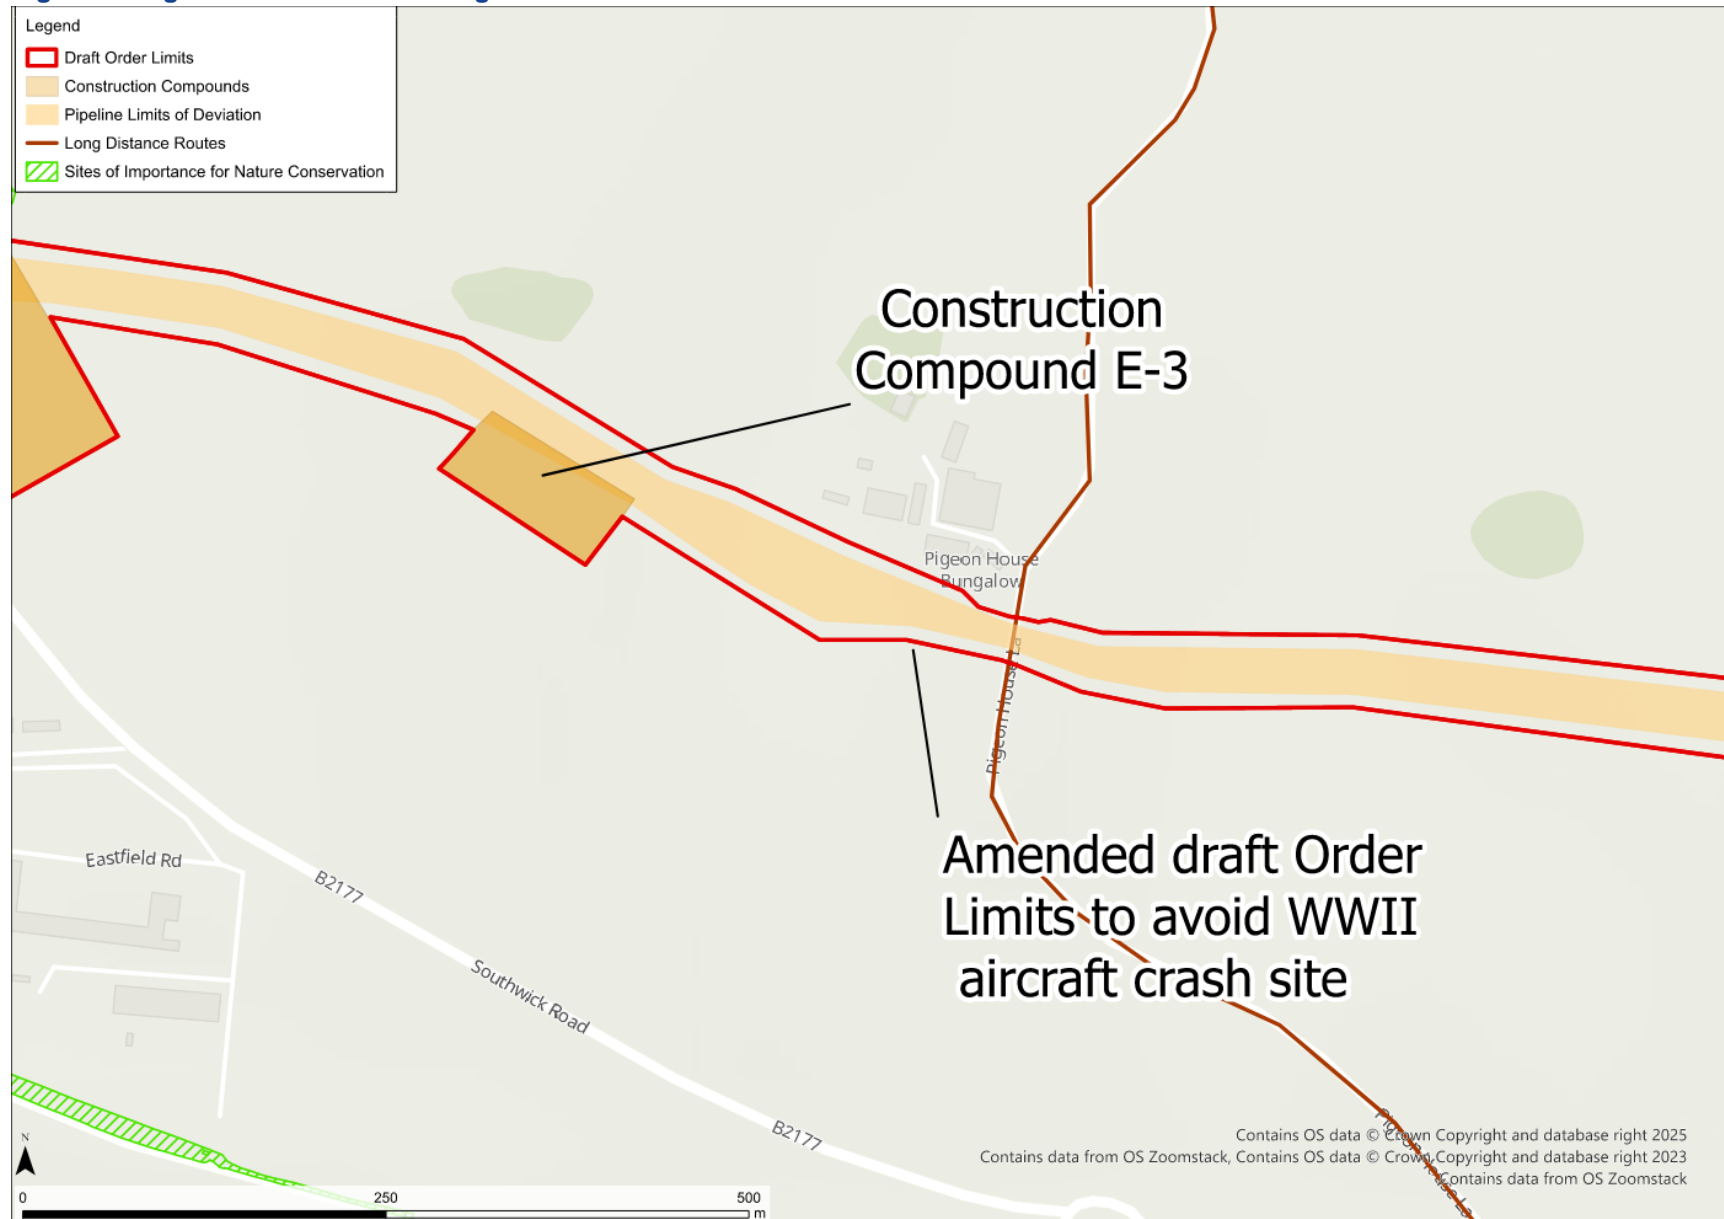 Legend
Draft Order Limits
Construction Compounds
Pipeline Limits of Deviation
Long Distance Routes
Sites of Importance for Nature Conservation
Construction
Compound E-3
Pigeon House
Bungalow
Pigeon House La
Amended draft Order
Limits to avoid WWII
aircraft crash site
Eastfield Rd
B2177
Southwick Road
B2177
Pigeon House La
Contains OS data © Crown Copyright and database right 2025
Contains data from OS Zoomstack, Contains OS data © Crown Copyright and database right 2023
Contains data from OS Zoomstack
N
0 250 500
m